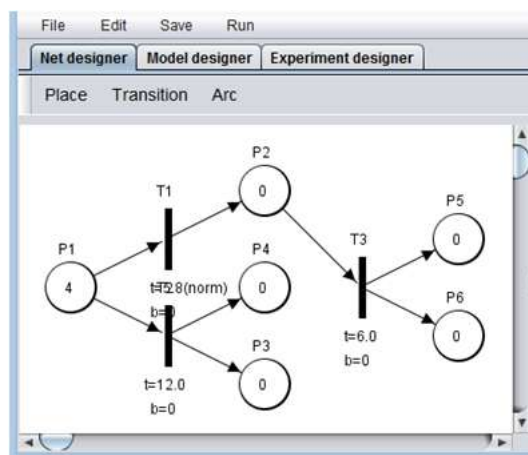 File Edit Save Run
Net designer Model designer Experiment designer
Place Transition Arc
P2
T1
0
P5
P1
P4
T3
0
4
(norm)
0
P6
b=0
0
P3
t=6.0
t=12.0
0
b=0
b=0